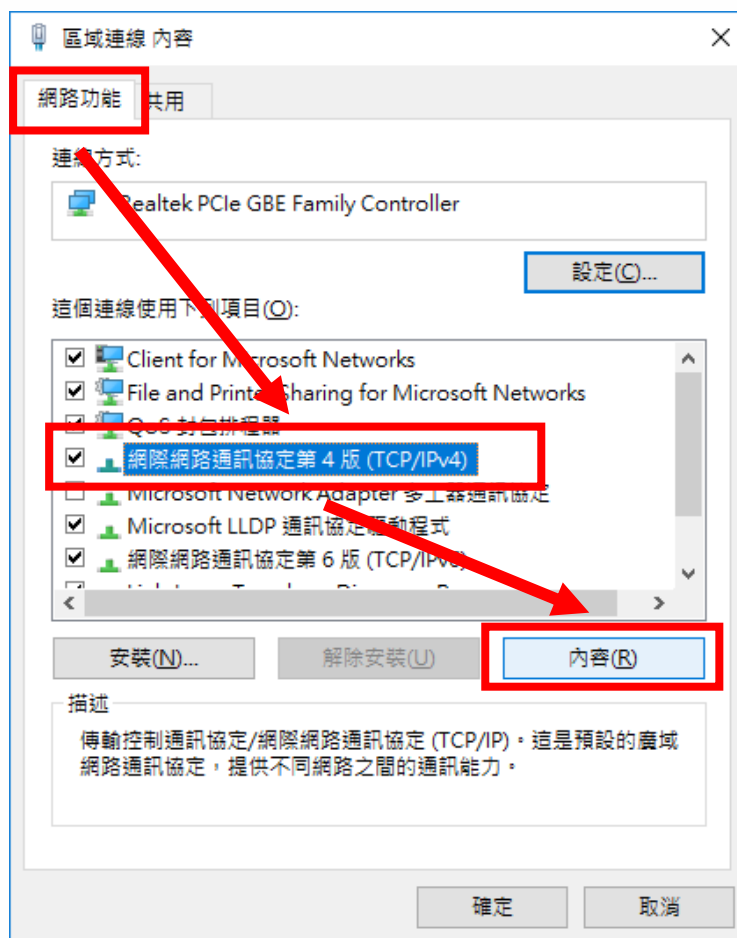 區域連線 內容
網路功能 共用
連線方式:
Realtek PCIe GBE Family Controller
設定(C)...
這個連線使用下列項目(O):
Client for Microsoft Networks
File and Printer Sharing for Microsoft Networks
QoS 封包排程器
網際網路通訊協定第 4 版 (TCP/IPv4)
Microsoft Network Adapter 多工器通訊協定
Microsoft LLDP 通訊協定驅動程式
網際網路通訊協定第 6 版 (TCP/IPv6)
安裝(N)... 解除安裝(U) 內容(R)
描述
傳輸控制通訊協定/網際網路通訊協定 (TCP/IP)。這是預設的廣域
網路通訊協定，提供不同網路之間的通訊能力。
確定 取消